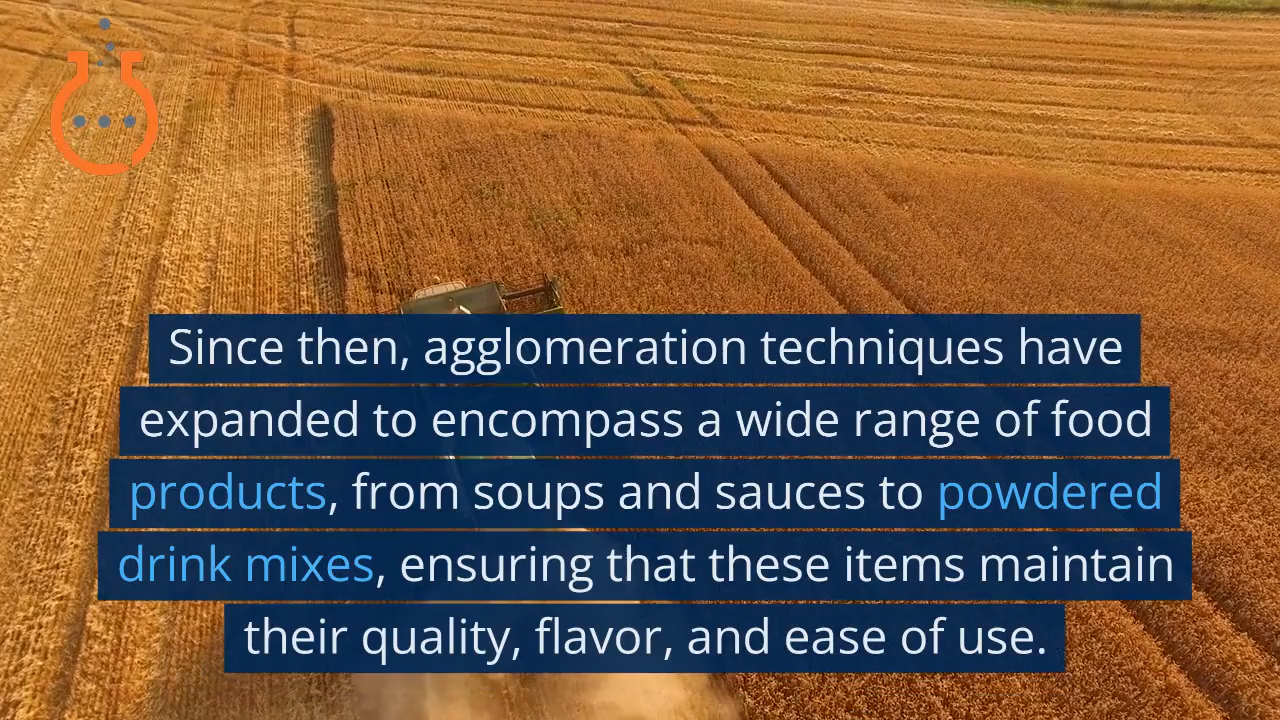 Since then, agglomeration techniques have
expanded to encompass a wide range of food
products, from soups and sauces to powdered
drink mixes, ensuring that these items maintain
their quality, flavor, and ease of use.